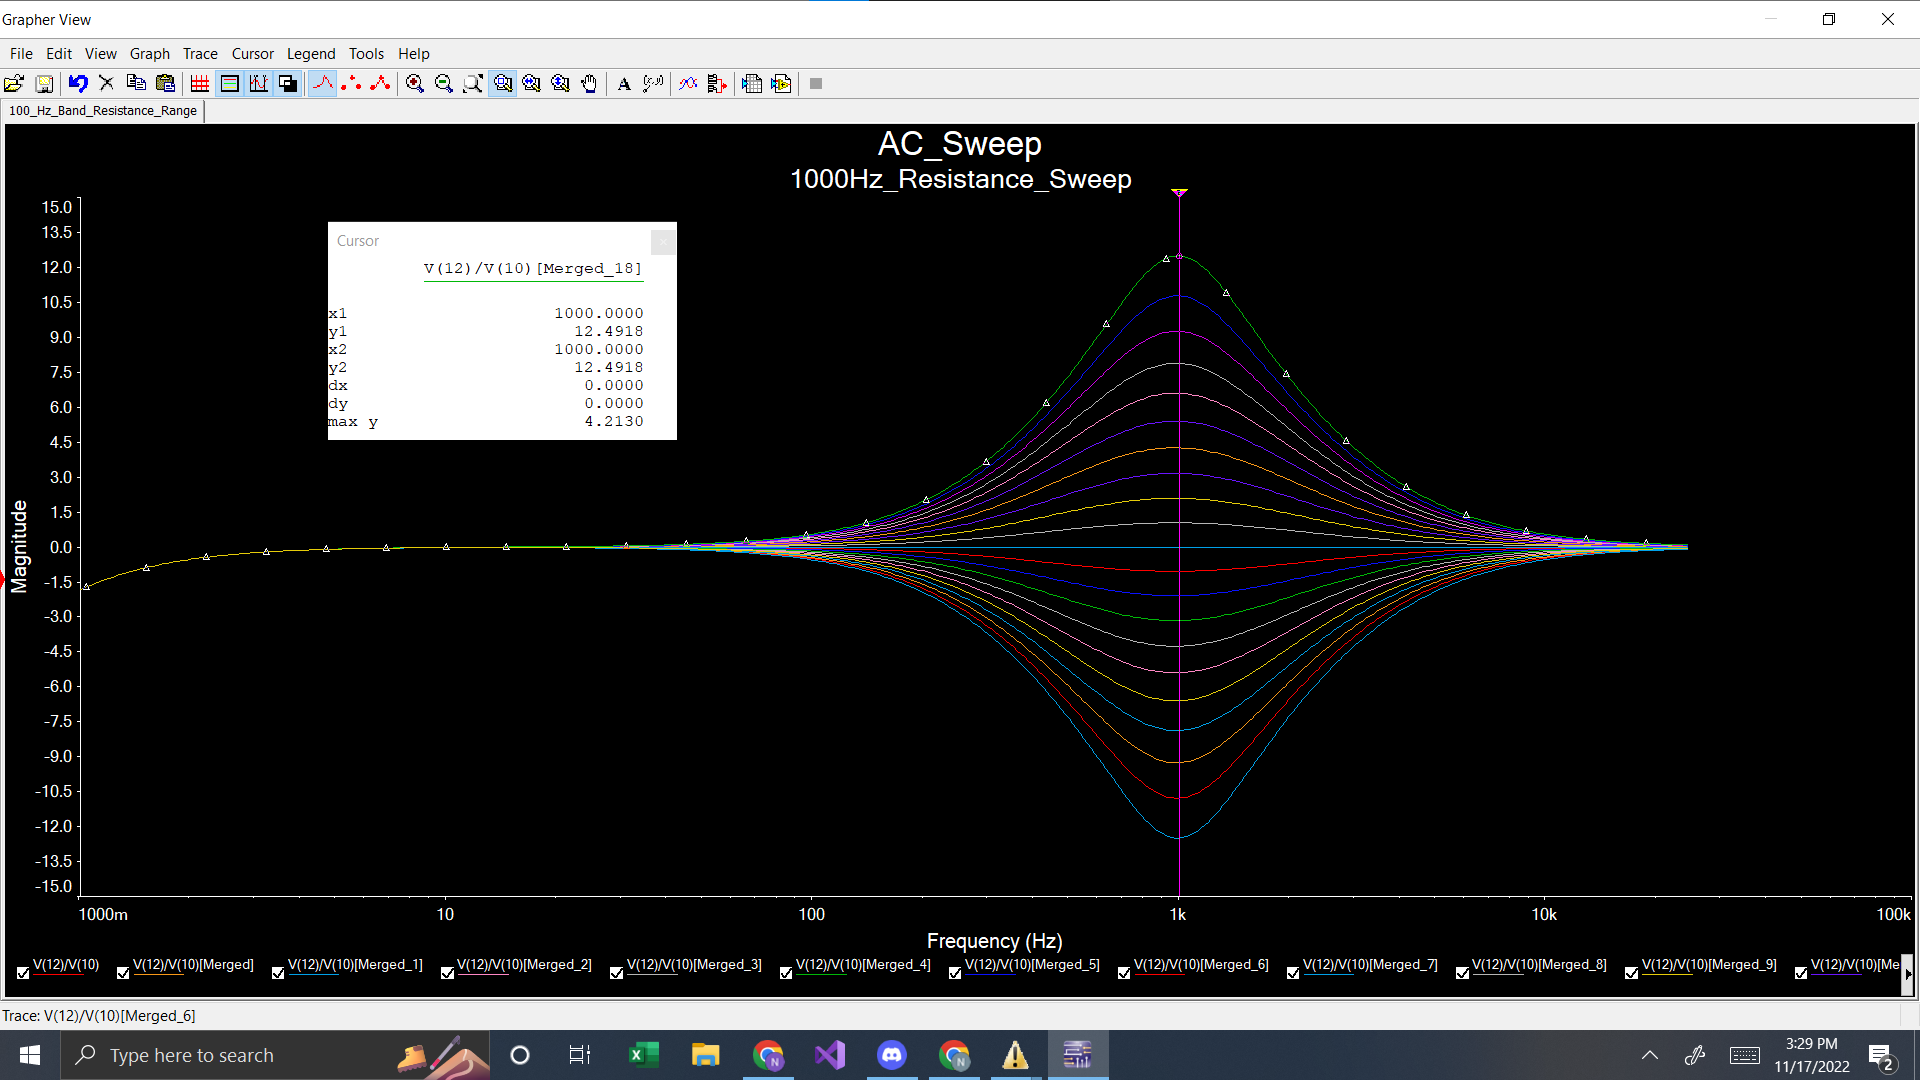 Grapher View
File Edit View Graph Trace Cursor Legend Tools Help
100_Hz_Band_Resistance_Range
AC_Sweep
1000Hz_Resistance_Sweep
Cursor
V(12)/V(10)[Merged_18]
x1 1000.0000
y1 12.4918
x2 1000.0000
y2 12.4918
dx 0.0000
dy 0.0000
max y 4.2130
Magnitude
15.0
13.5
12.0
10.5
9.0
7.5
6.0
4.5
3.0
1.5
0.0
-1.5
-3.0
-4.5
-6.0
-7.5
-9.0
-10.5
-12.0
-13.5
-15.0
1000m 10 100 1k 10k 100k
Frequency (Hz)
V(12)/V(10) V(12)/V(10)[Merged] V(12)/V(10)[Merged_1] V(12)/V(10)[Merged_2] V(12)/V(10)[Merged_3] V(12)/V(10)[Merged_4] V(12)/V(10)[Merged_5] V(12)/V(10)[Merged_6] V(12)/V(10)[Merged_7] V(12)/V(10)[Merged_8] V(12)/V(10)[Merged_9] V(12)/V(10)[Me
Trace: V(12)/V(10)[Merged_6]
Type here to search
3:29 PM
11/17/2022
2